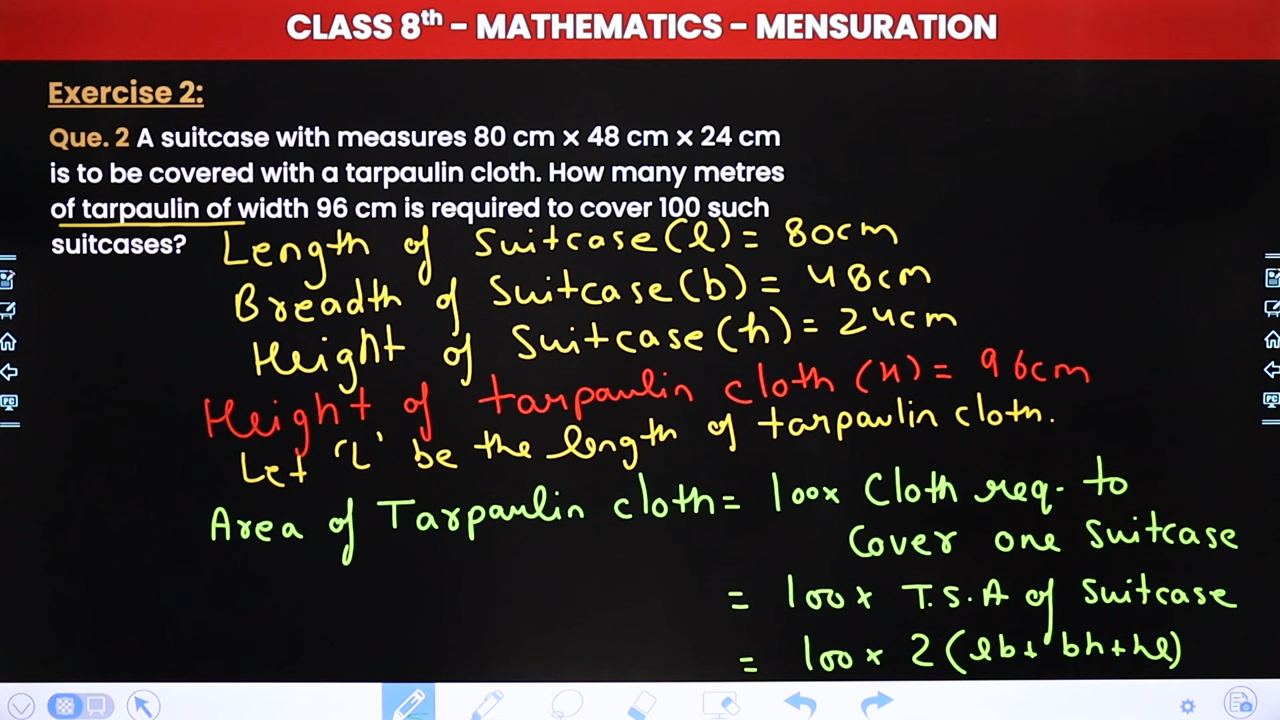 CLASS 8th - MATHEMATICS - MENSURATION
Exercise 2:
Que. 2 A suitcase with measures 80 cm × 48 cm × 24 cm
is to be covered with a tarpaulin cloth. How many metres
of tarpaulin of width 96 cm is required to cover 100 such
suitcases?
Length of Suitcase(l) = 80cm
Breadth of Suitcase(b) = 48cm
Height of Suitcase(h) = 24cm
Height of tarpaulin cloth (H) = 96cm
Let 'L' be the length of tarpaulin cloth.
Area of Tarpaulin cloth = 100× Cloth req. to
Cover one Suitcase
= 100× T.S.A of Suitcase
= 100× 2(lb+bh+hl)
PC
PC